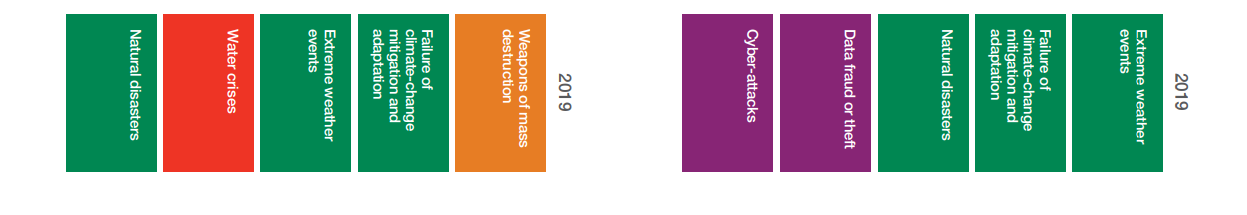 2019
Extreme weather
events
Failure of
climate-change
mitigation and
adaptation
Natural disasters
Data fraud or theft
Cyber-attacks
2019
Weapons of mass
destruction
Failure of
climate-change
mitigation and
adaptation
Extreme weather
events
Water crises
Natural disasters